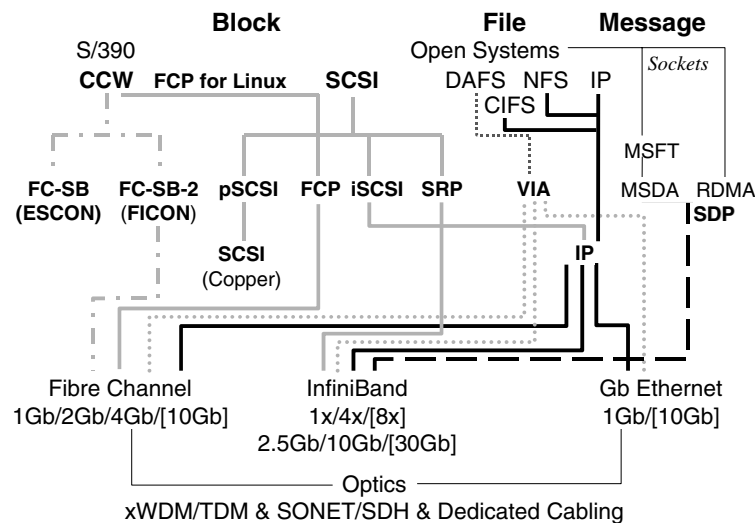 Block File Message
S/390 Open Systems
CCW FCP for Linux SCSI DAFS NFS IP Sockets
CIFS
MSFT
FC-SB FC-SB-2 pSCSI FCP iSCSI SRP VIA MSDA RDMA
(ESCON) (FICON) SDP
SCSI IP
(Copper)
Fibre Channel InfiniBand Gb Ethernet
1Gb/2Gb/4Gb/[10Gb] 1x/4x/[8x] 1Gb/[10Gb]
2.5Gb/10Gb/[30Gb]
Optics
xWDM/TDM & SONET/SDH & Dedicated Cabling